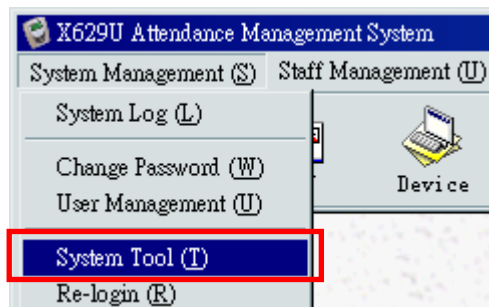 X629U Attendance Management System
System Management (S) Staff Management (U)
System Log (L)
Change Password (W)
User Management (U)
Device
System Tool (T)
Re-login (R)